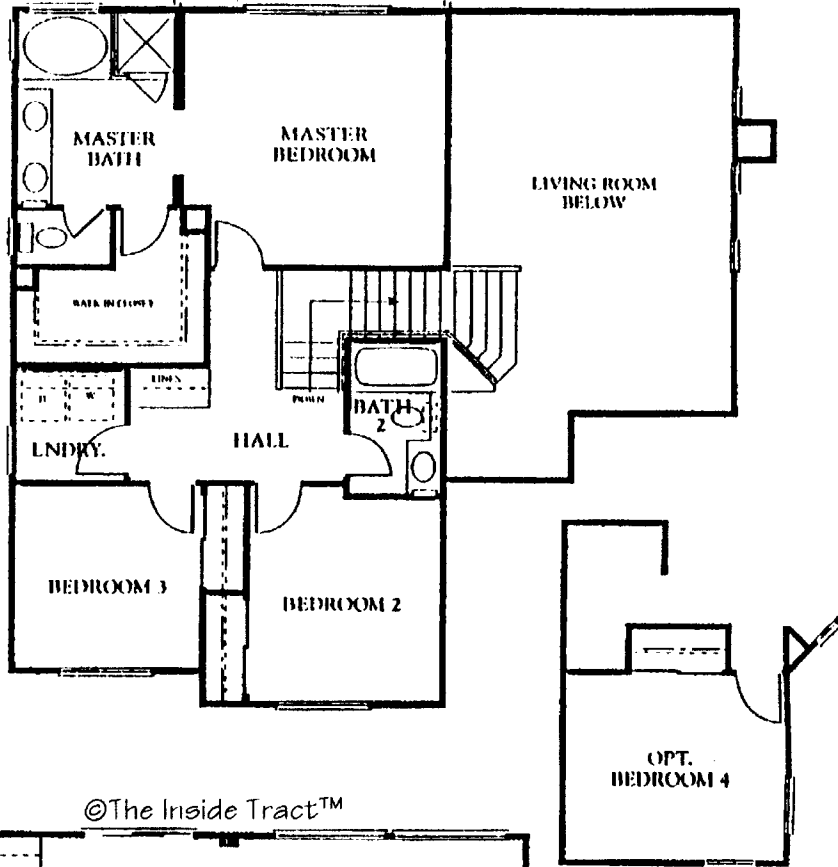 MASTER
BATH
MASTER
BEDROOM
LIVING ROOM
BELOW
WALK IN CLOSET
LINEN
D W
DOWN
BATH
2
LNDRY.
HALL
BEDROOM 3
BEDROOM 2
OPT.
BEDROOM 4
©The Inside Tract™